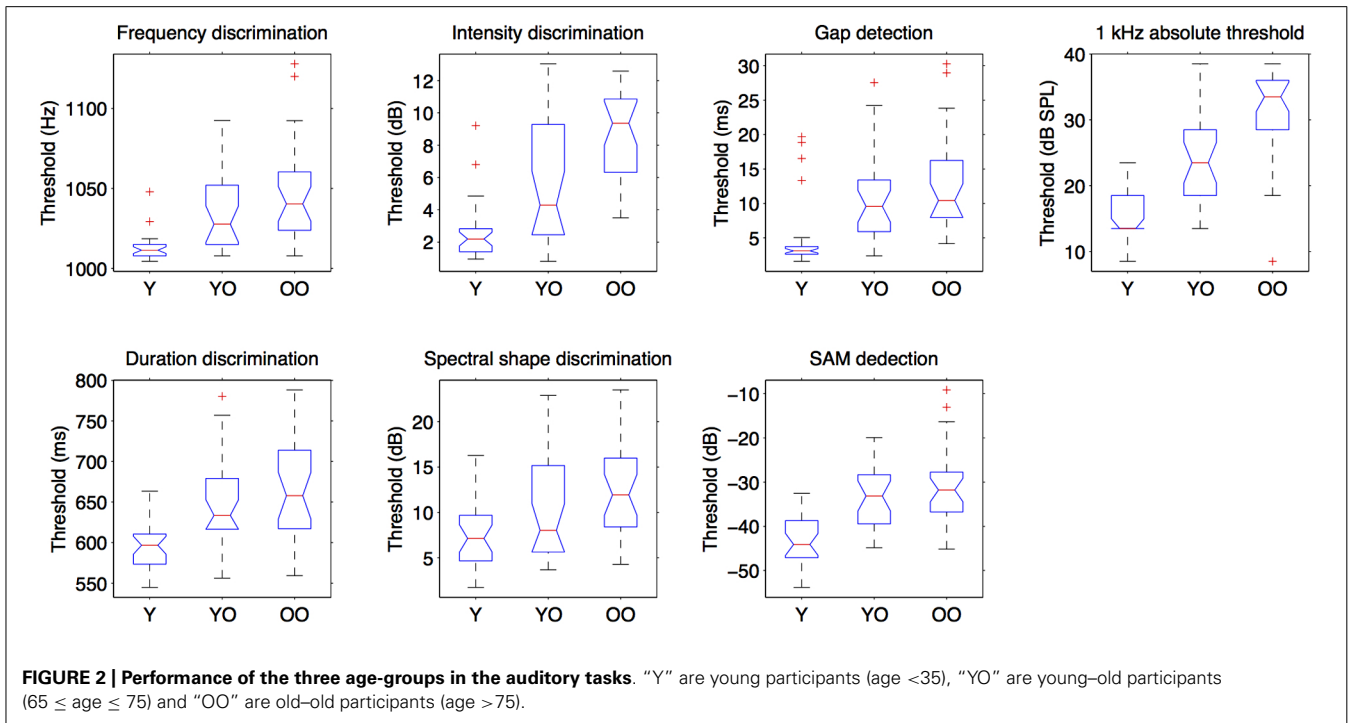 Frequency discrimination
Threshold (Hz)
1100
1050
1000
Y YO OO
Intensity discrimination
Threshold (dB)
12
10
8
6
4
2
Y YO OO
Gap detection
Threshold (ms)
30
25
20
15
10
5
Y YO OO
1 kHz absolute threshold
Threshold (dB SPL)
40
30
20
10
Y YO OO
Duration discrimination
Threshold (ms)
800
750
700
650
600
550
Y YO OO
Spectral shape discrimination
Threshold (dB)
20
15
10
5
Y YO OO
SAM dedection
Threshold (dB)
−10
−20
−30
−40
−50
Y YO OO
FIGURE 2 | Performance of the three age-groups in the auditory tasks. “Y” are young participants (age <35), “YO” are young–old participants
(65 ≤ age ≤ 75) and “OO” are old–old participants (age >75).